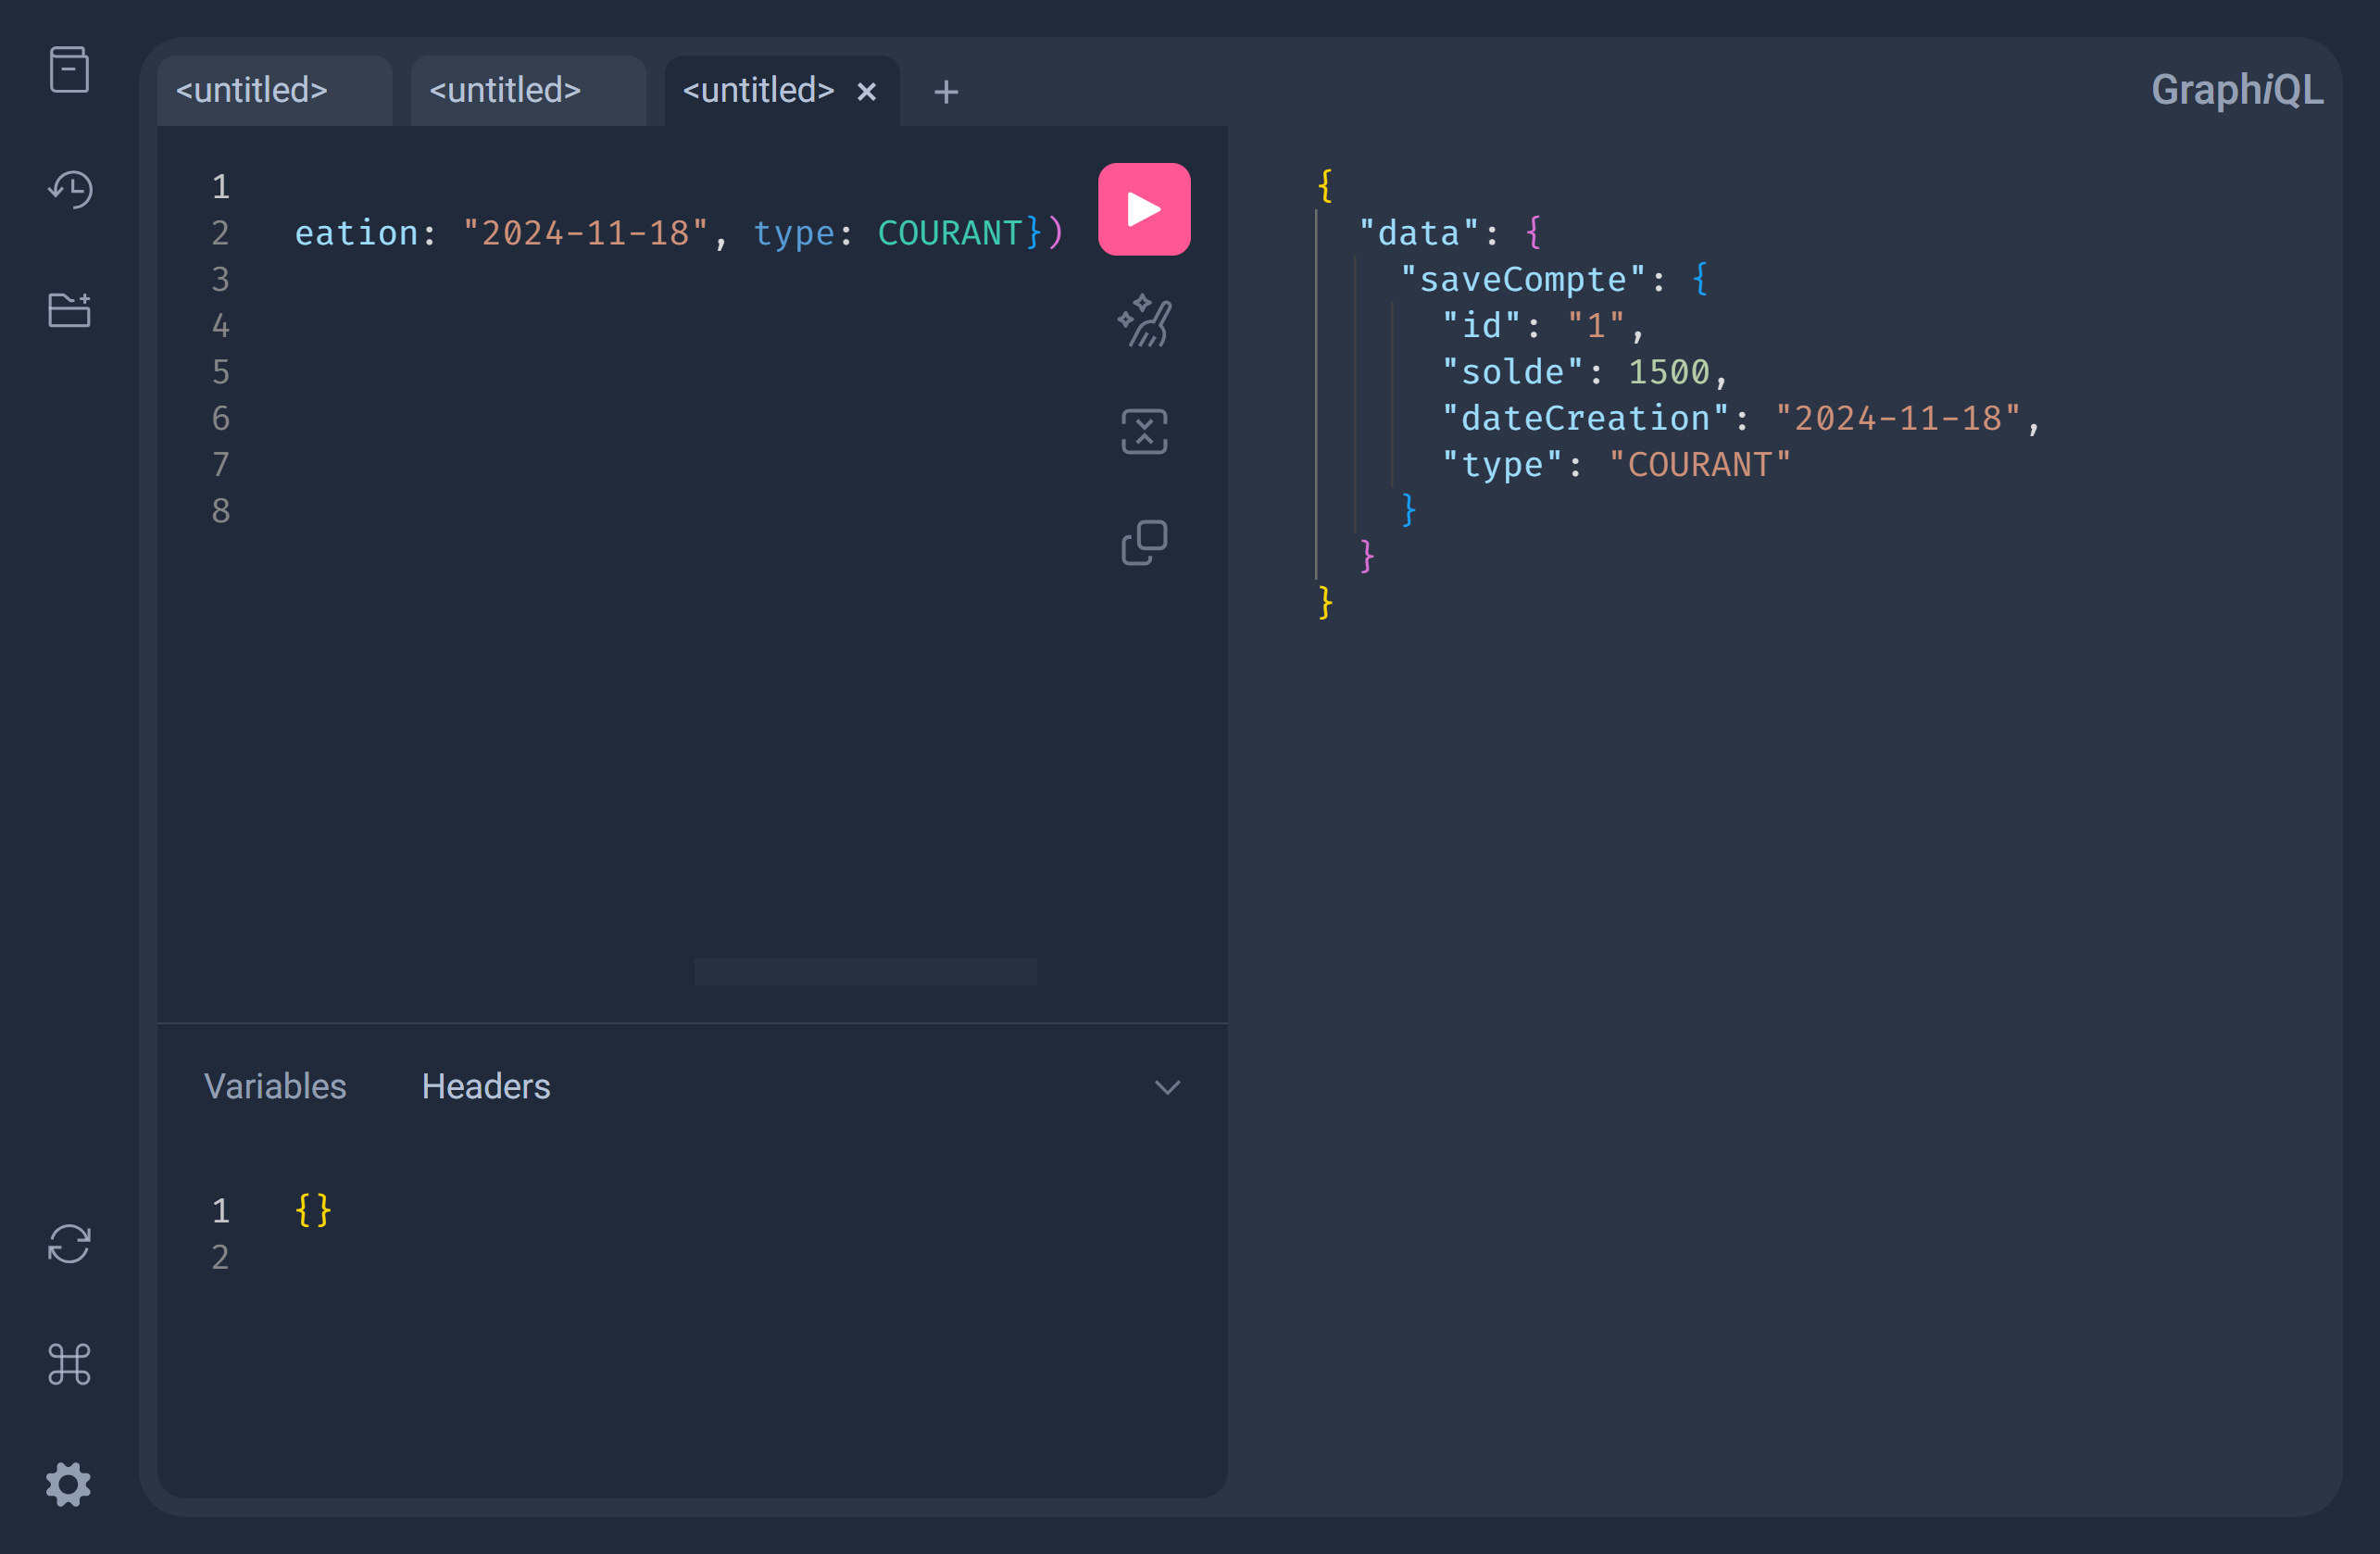 <untitled> <untitled> <untitled> × +
GraphiQL
1
2 eation: "2024-11-18", type: COURANT})
3
4
5
6
7
8
Variables Headers
1 {}
2
{
"data": {
"saveCompte": {
"id": "1",
"solde": 1500,
"dateCreation": "2024-11-18",
"type": "COURANT"
}
}
}